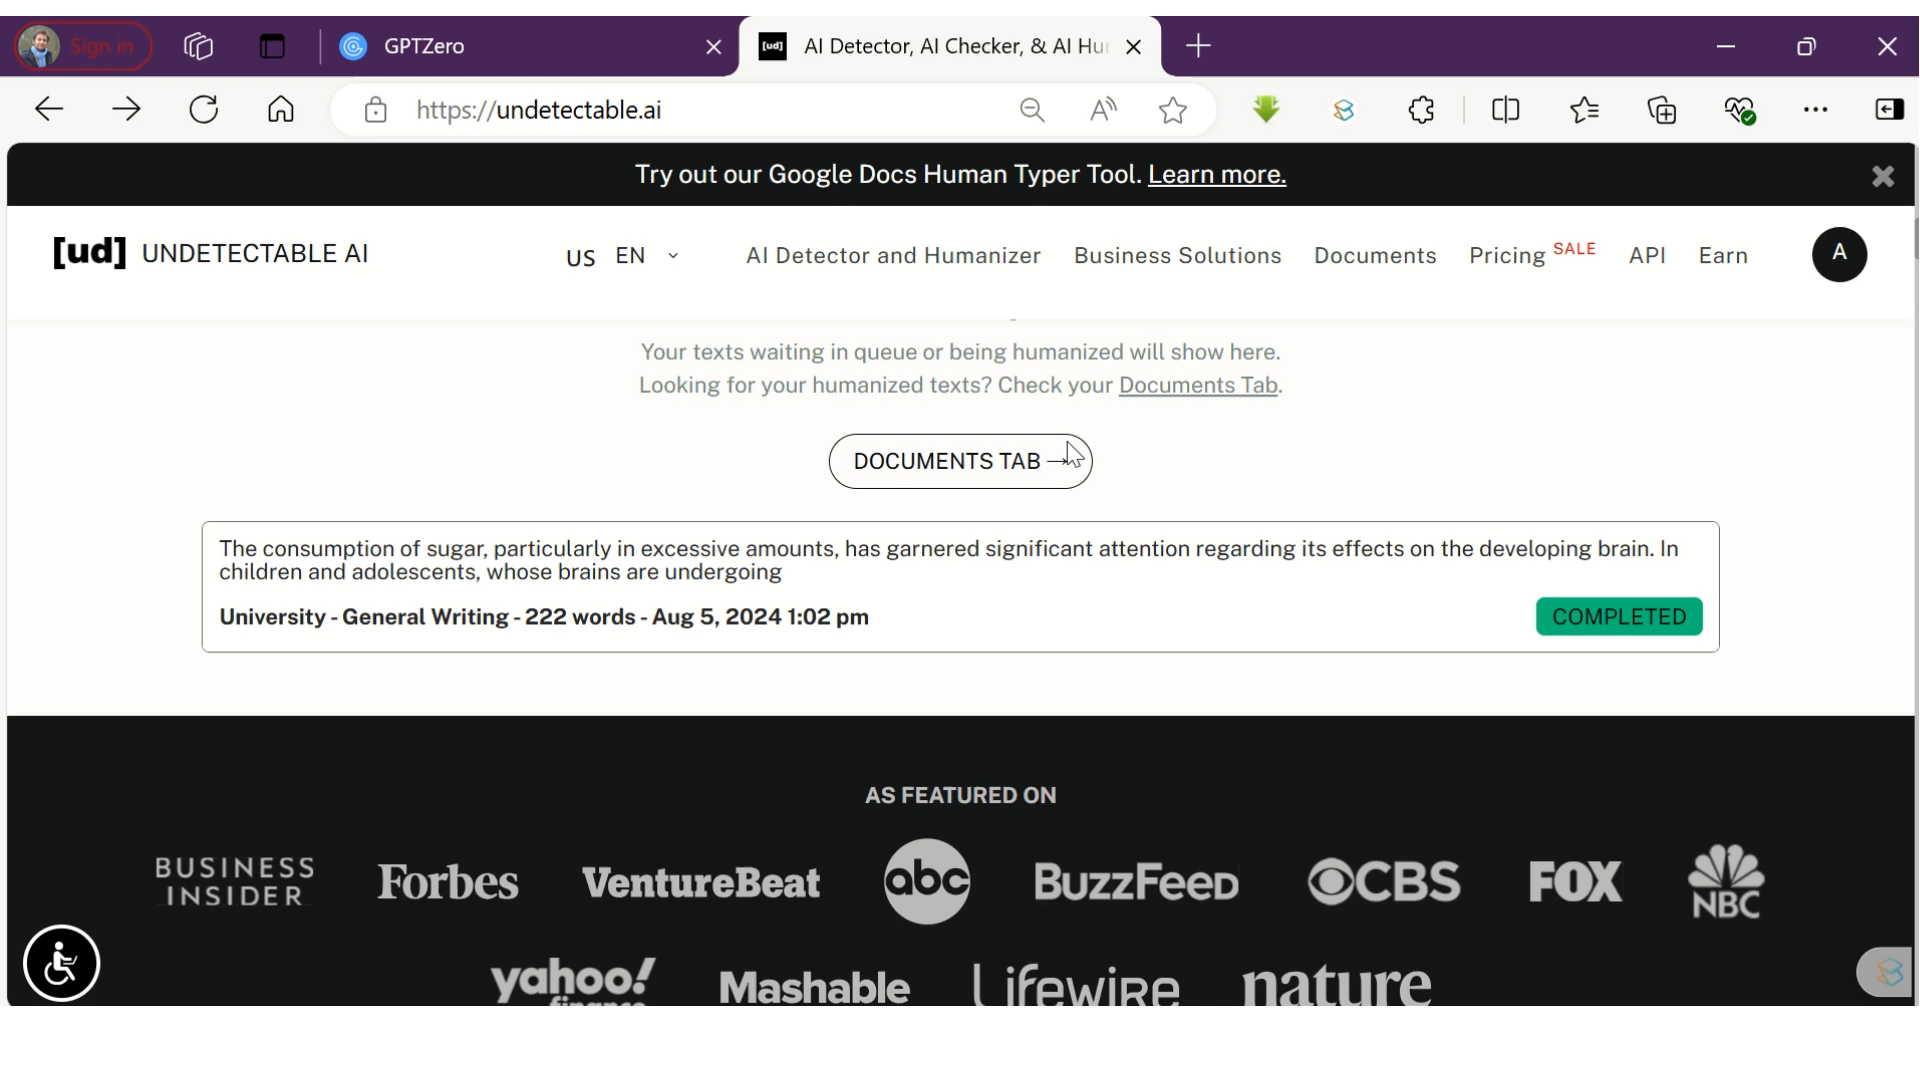 Sign in
GPTZero
[ud] AI Detector, AI Checker, & AI Hu
https://undetectable.ai
Try out our Google Docs Human Typer Tool. Learn more.
[ud] UNDETECTABLE AI
US EN
AI Detector and Humanizer Business Solutions Documents Pricing SALE API Earn
A
Your texts waiting in queue or being humanized will show here.
Looking for your humanized texts? Check your Documents Tab.
DOCUMENTS TAB →
The consumption of sugar, particularly in excessive amounts, has garnered significant attention regarding its effects on the developing brain. In
children and adolescents, whose brains are undergoing
University - General Writing - 222 words - Aug 5, 2024 1:02 pm
COMPLETED
AS FEATURED ON
BUSINESS
INSIDER
Forbes
VentureBeat
abc
BuzzFeed
CBS
FOX
NBC
yahoo!
finance
Mashable
Lifewire
nature